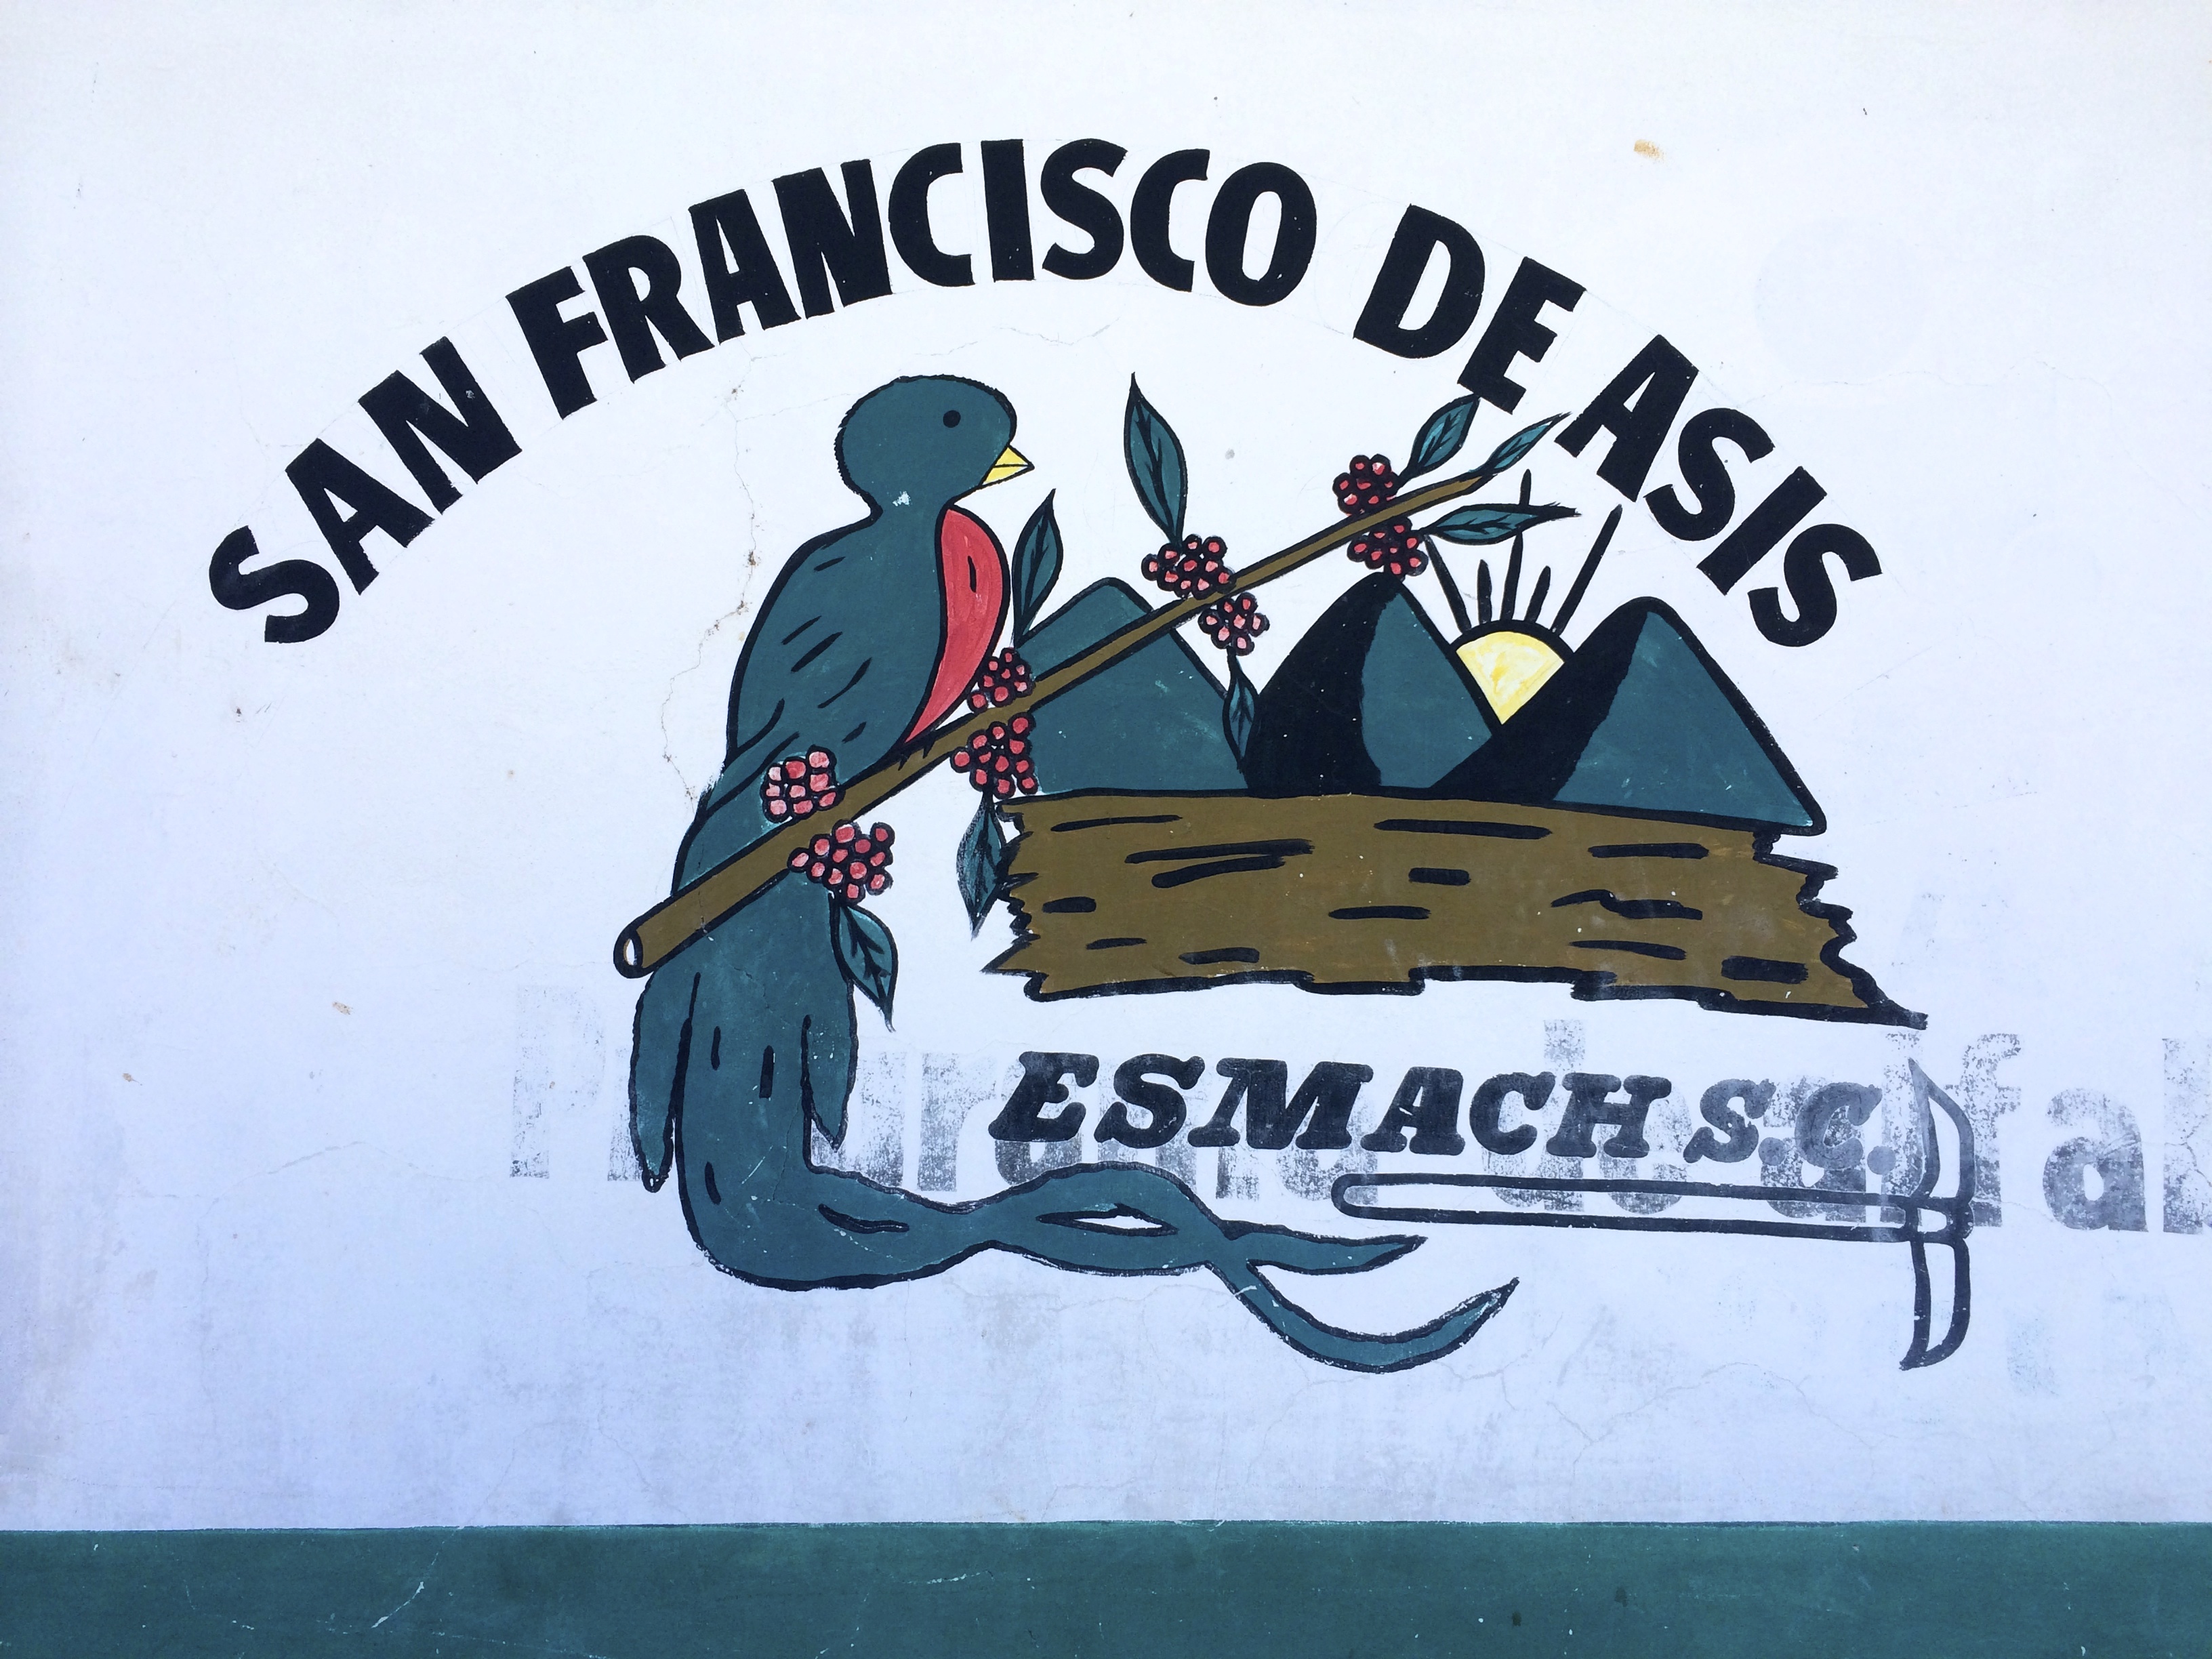 SAN FRANCISCO DE ASIS
ESMACH S.C.